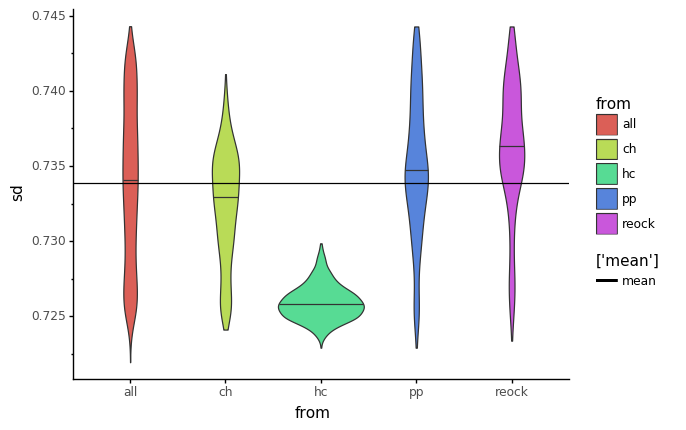 0.745
0.740
0.735
0.730
0.725
sd
all
ch
hc
pp
reock
from
from
all
ch
hc
pp
reock
['mean']
mean